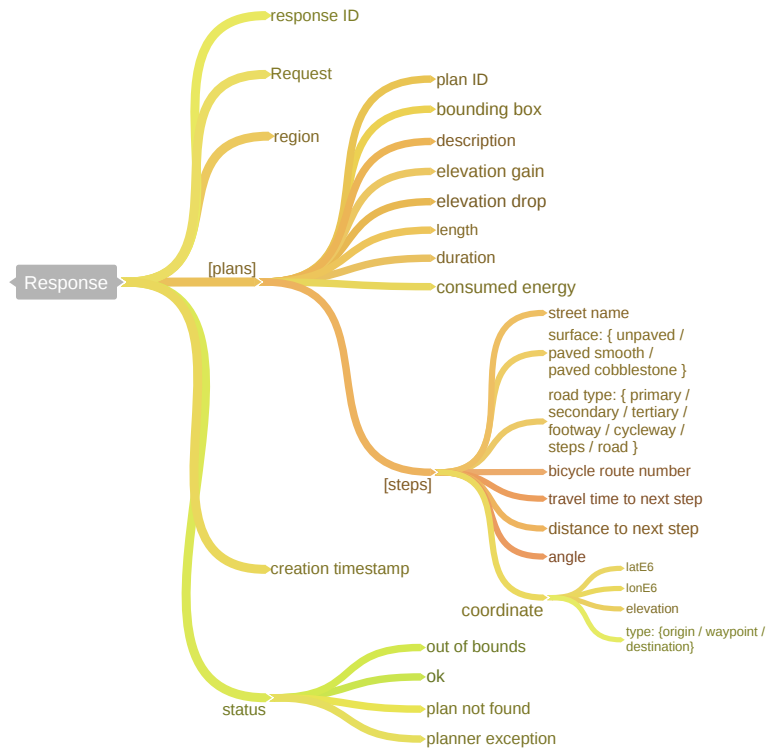 response ID
Request
region
Response
[plans]
plan ID
bounding box
description
elevation gain
elevation drop
length
duration
consumed energy
[steps]
street name
surface: { unpaved /
paved smooth /
paved cobblestone }
road type: { primary /
secondary / tertiary /
footway / cycleway /
steps / road }
bicycle route number
travel time to next step
distance to next step
angle
coordinate
latE6
lonE6
elevation
type: {origin / waypoint /
destination}
creation timestamp
status
out of bounds
ok
plan not found
planner exception